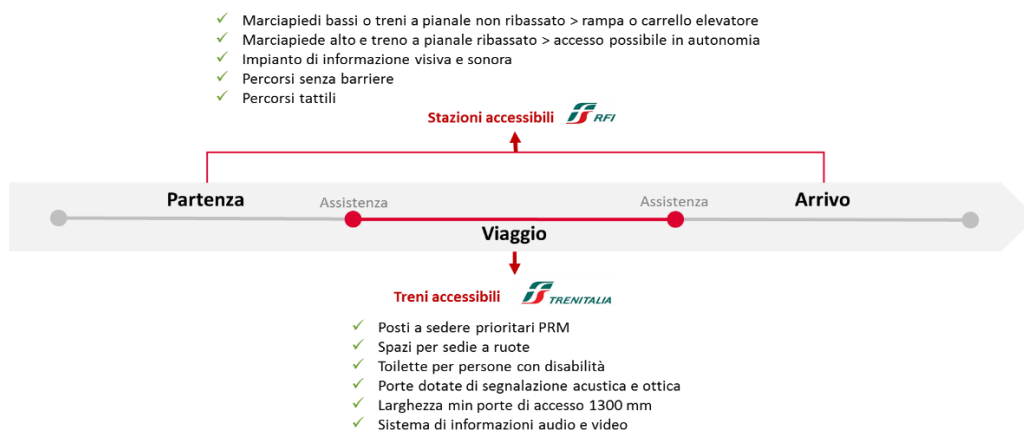 Marciapiedi bassi o treni a pianale non ribassato > rampa o carrello elevatore
Marciapiede alto e treno a pianale ribassato > accesso possibile in autonomia
Impianto di informazione visiva e sonora
Percorsi senza barriere
Percorsi tattili
Stazioni accessibili RFI
Partenza
Assistenza
Assistenza
Arrivo
Viaggio
Treni accessibili TRENITALIA
Posti a sedere prioritari PRM
Spazi per sedie a ruote
Toilette per persone con disabilità
Porte dotate di segnalazione acustica e ottica
Larghezza min porte di accesso 1300 mm
Sistema di informazioni audio e video